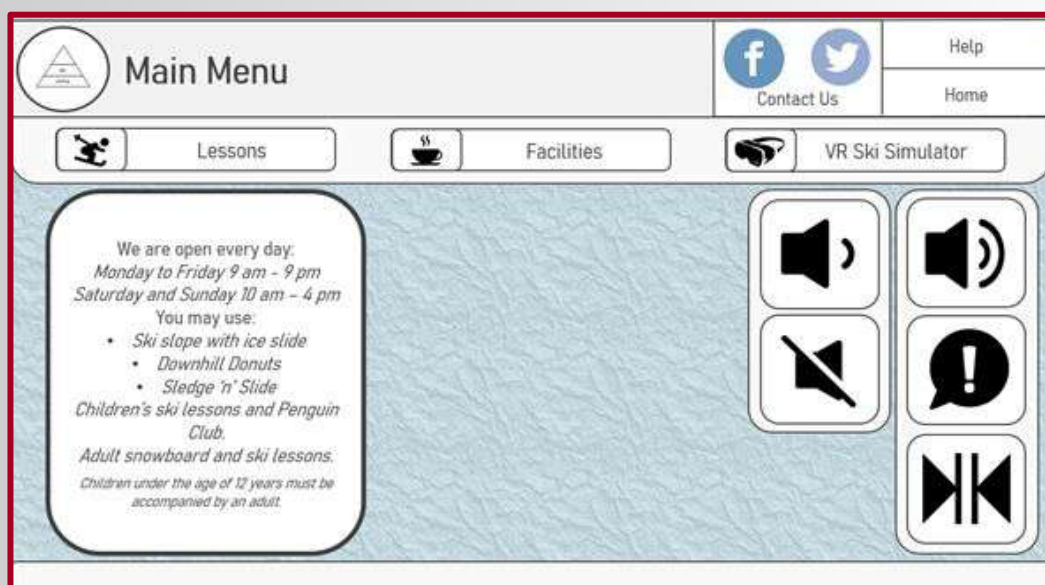 Main Menu
f
Contact Us
Help
Home
Lessons
Facilities
VR Ski Simulator
We are open every day:
Monday to Friday 9 am - 9 pm
Saturday and Sunday 10 am – 4 pm
You may use:
• Ski slope with ice slide
• Downhill Donuts
• Sledge 'n' Slide
Children's ski lessons and Penguin
Club.
Adult snowboard and ski lessons.
Children under the age of 12 years must be
accompanied by an adult.
!